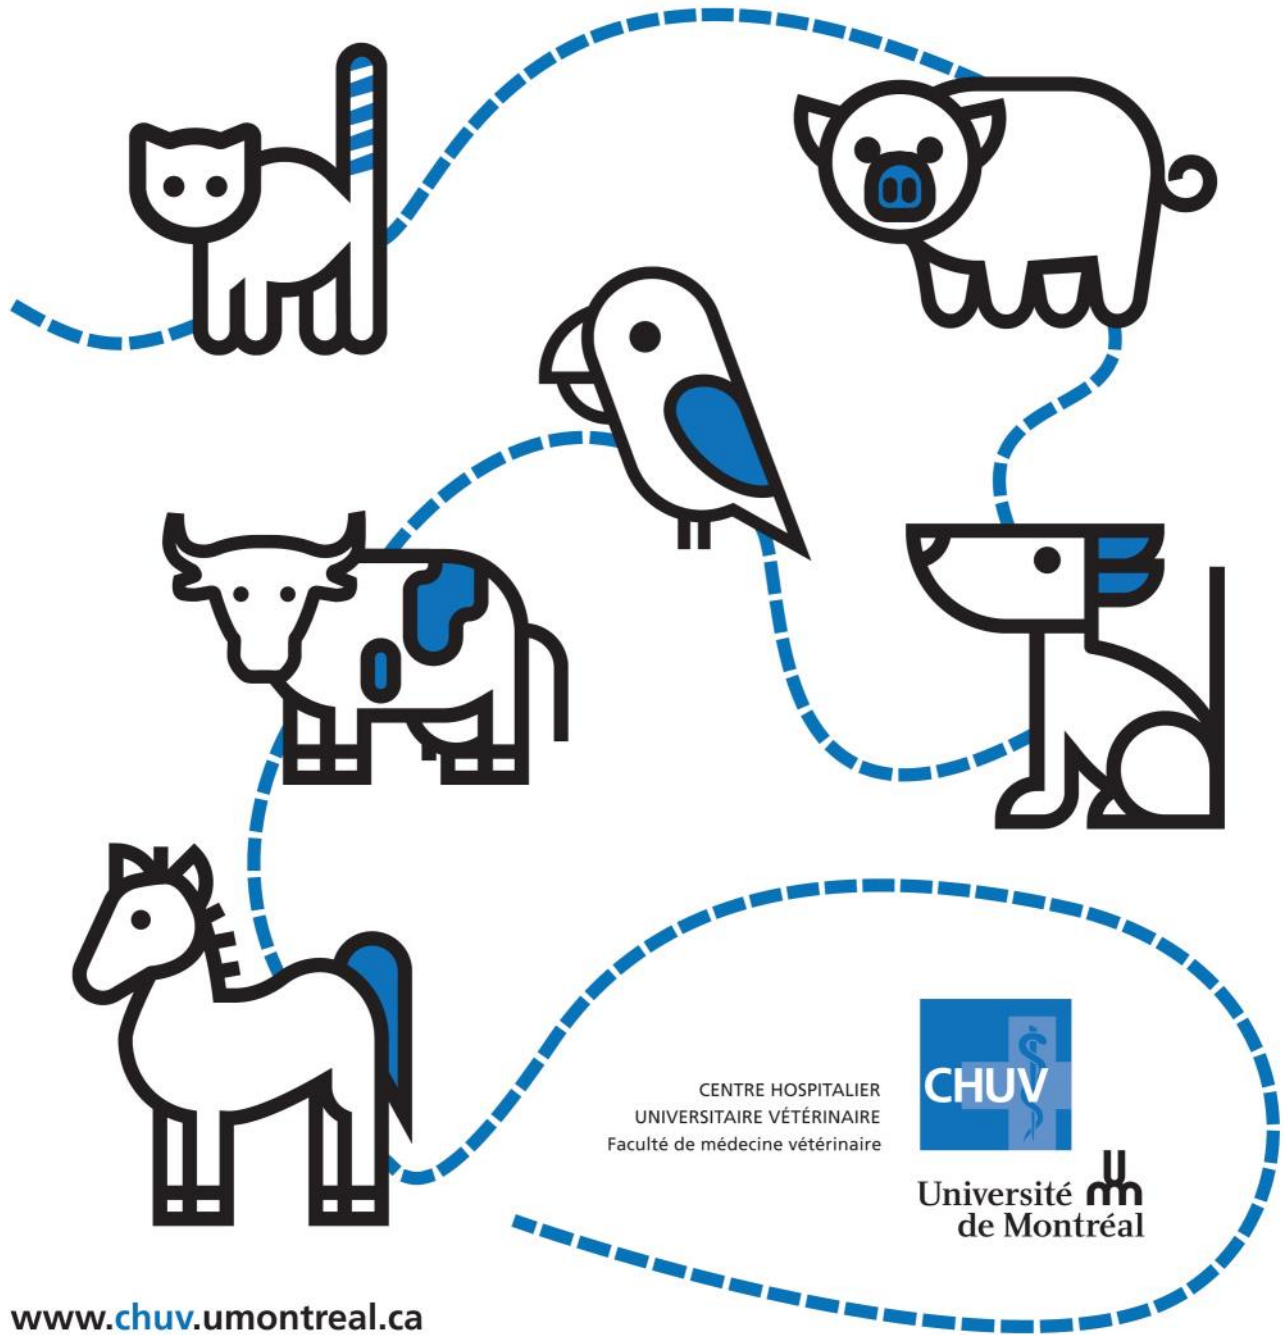 CENTRE HOSPITALIER
UNIVERSITAIRE VÉTÉRINAIRE
Faculté de médecine vétérinaire
CHUV
Université
de Montréal
www.chuv.umontreal.ca